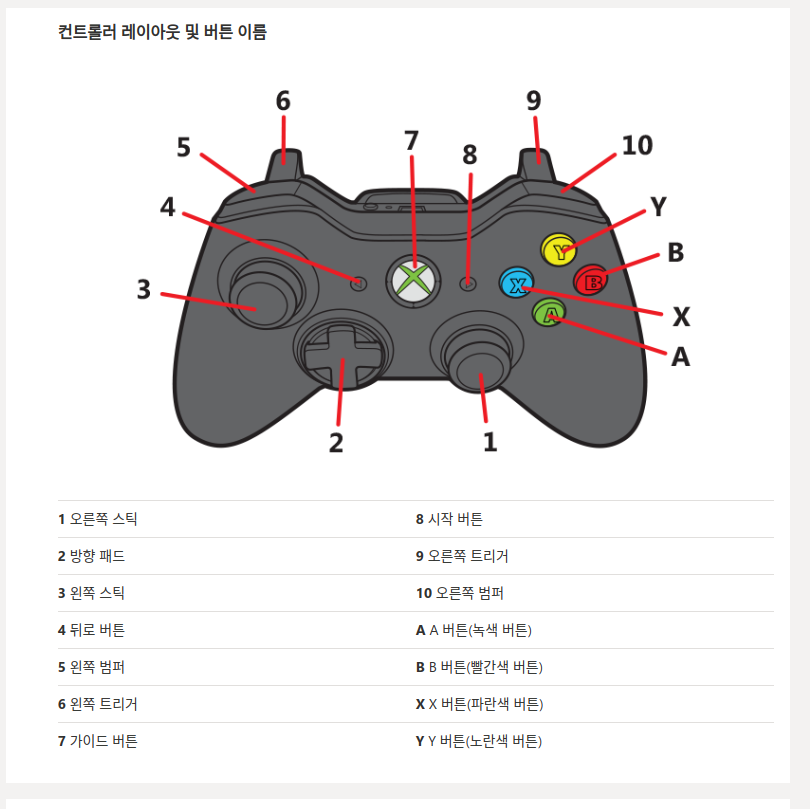 컨트롤러 레이아웃 및 버튼 이름
6
9
5
7
8
10
4
Y
Y
B
3
X
B
X
A
A
2
1
1 오른쪽 스틱
8 시작 버튼
2 방향 패드
9 오른쪽 트리거
3 왼쪽 스틱
10 오른쪽 범퍼
4 뒤로 버튼
A A 버튼(녹색 버튼)
5 왼쪽 범퍼
B B 버튼(빨간색 버튼)
6 왼쪽 트리거
X X 버튼(파란색 버튼)
7 가이드 버튼
Y Y 버튼(노란색 버튼)